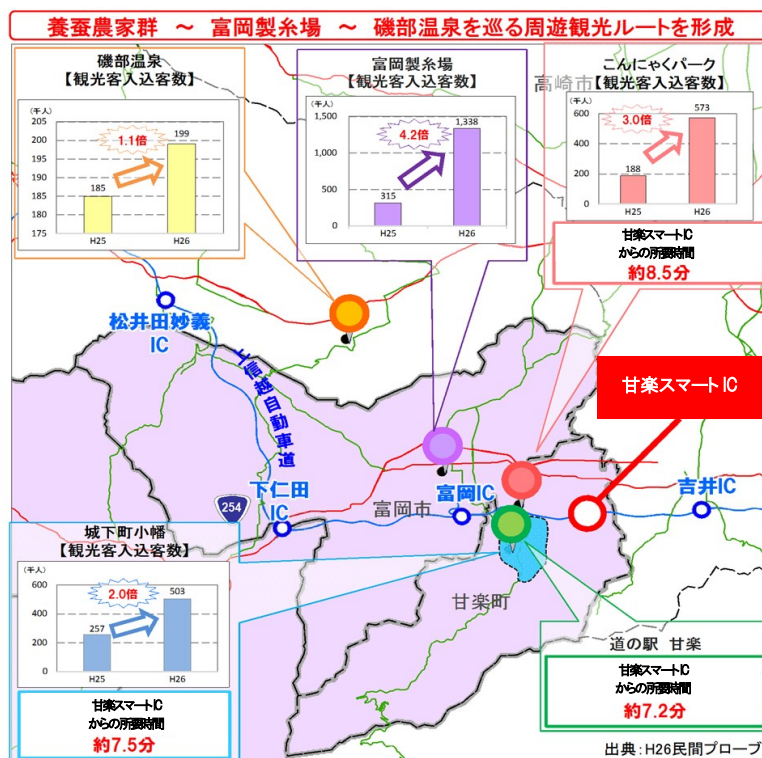 養蚕農家群 ～ 富岡製糸場 ～ 磯部温泉を巡る周遊観光ルートを形成
磯部温泉
【観光客入込客数】
(千人)
205
200
195
190
185
180
175
185
199
1.1倍
H25
H26
富岡製糸場
【観光客入込客数】
(千人)
1,500
1,000
500
0
315
1,338
4.2倍
H25
H26
高崎市
こんにゃくパーク
【観光客入込客数】
(千人)
600
400
200
0
188
573
3.0倍
H25
H26
甘楽スマートIC
からの所要時間
約8.5分
松井田妙義
IC
上信越自動車道
甘楽スマートIC
254
下仁田
IC
富岡市
富岡IC
吉井IC
甘楽町
城下町小幡
【観光客入込客数】
(千人)
600
400
200
0
257
503
2.0倍
H25
H26
甘楽スマートIC
からの所要時間
約7.5分
道の駅 甘楽
甘楽スマートIC
からの所要時間
約7.2分
出典：H26民間プローブ